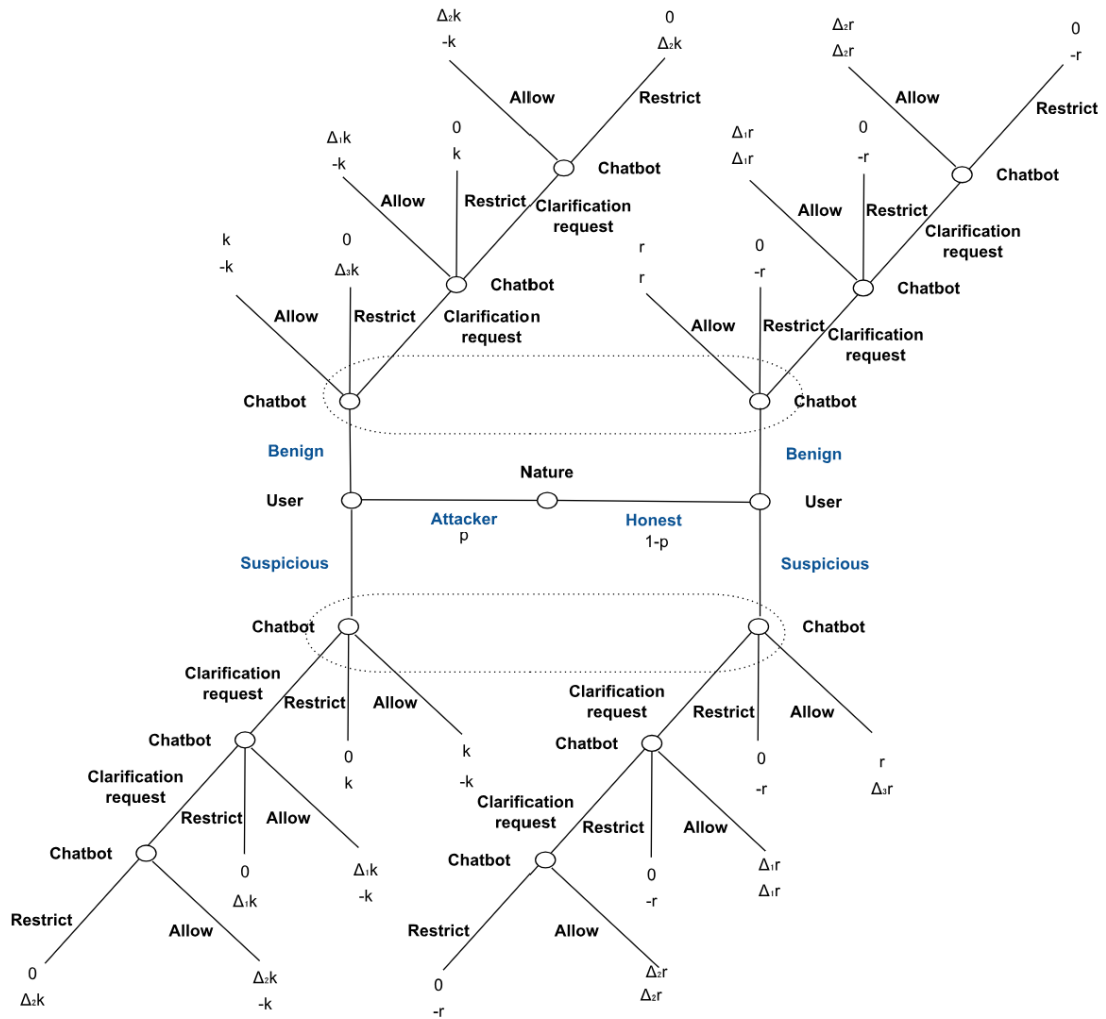 Δ₂k
-k
0
Δ₂k
Allow
Restrict
Chatbot
Δ₁k
-k
0
k
Allow
Restrict
Clarification
request
Chatbot
k
-k
0
Δ₃k
Allow
Restrict
Clarification
request
Chatbot
Δ₂r
Δ₂r
0
-r
Allow
Restrict
Chatbot
Δ₁r
Δ₁r
0
-r
Allow
Restrict
Clarification
request
Chatbot
r
r
0
-r
Allow
Restrict
Clarification
request
Chatbot
Benign
Benign
Nature
User
User
Attacker
p
Honest
1-p
Suspicious
Suspicious
Chatbot
Clarification
request
Restrict
Allow
0
k
k
-k
Chatbot
Clarification
request
Restrict
Allow
0
Δ₁k
Δ₁k
-k
Chatbot
Restrict
Allow
0
Δ₂k
Δ₂k
-k
Chatbot
Clarification
request
Restrict
Allow
0
-r
r
Δ₃r
Chatbot
Clarification
request
Restrict
Allow
0
-r
Δ₁r
Δ₁r
Chatbot
Restrict
Allow
0
-r
Δ₂r
Δ₂r